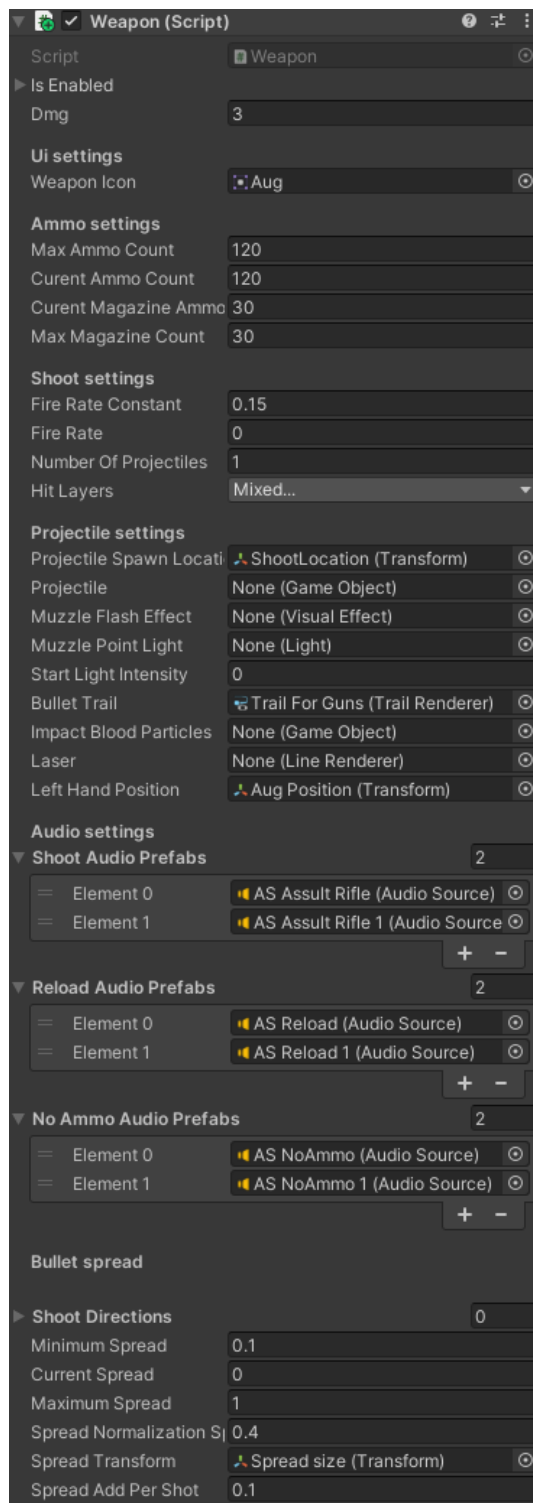 Weapon (Script)
Script Weapon
Is Enabled
Dmg 3
Ui settings
Weapon Icon Aug
Ammo settings
Max Ammo Count 120
Curent Ammo Count 120
Curent Magazine Ammo 30
Max Magazine Count 30
Shoot settings
Fire Rate Constant 0.15
Fire Rate 0
Number Of Projectiles 1
Hit Layers Mixed...
Projectile settings
Projectile Spawn Locati ShootLocation (Transform)
Projectile None (Game Object)
Muzzle Flash Effect None (Visual Effect)
Muzzle Point Light None (Light)
Start Light Intensity 0
Bullet Trail Trail For Guns (Trail Renderer)
Impact Blood Particles None (Game Object)
Laser None (Line Renderer)
Left Hand Position Aug Position (Transform)
Audio settings
Shoot Audio Prefabs 2
Element 0 AS Assult Rifle (Audio Source)
Element 1 AS Assult Rifle 1 (Audio Source
Reload Audio Prefabs 2
Element 0 AS Reload (Audio Source)
Element 1 AS Reload 1 (Audio Source)
No Ammo Audio Prefabs 2
Element 0 AS NoAmmo (Audio Source)
Element 1 AS NoAmmo 1 (Audio Source)
Bullet spread
Shoot Directions 0
Minimum Spread 0.1
Current Spread 0
Maximum Spread 1
Spread Normalization S 0.4
Spread Transform Spread size (Transform)
Spread Add Per Shot 0.1